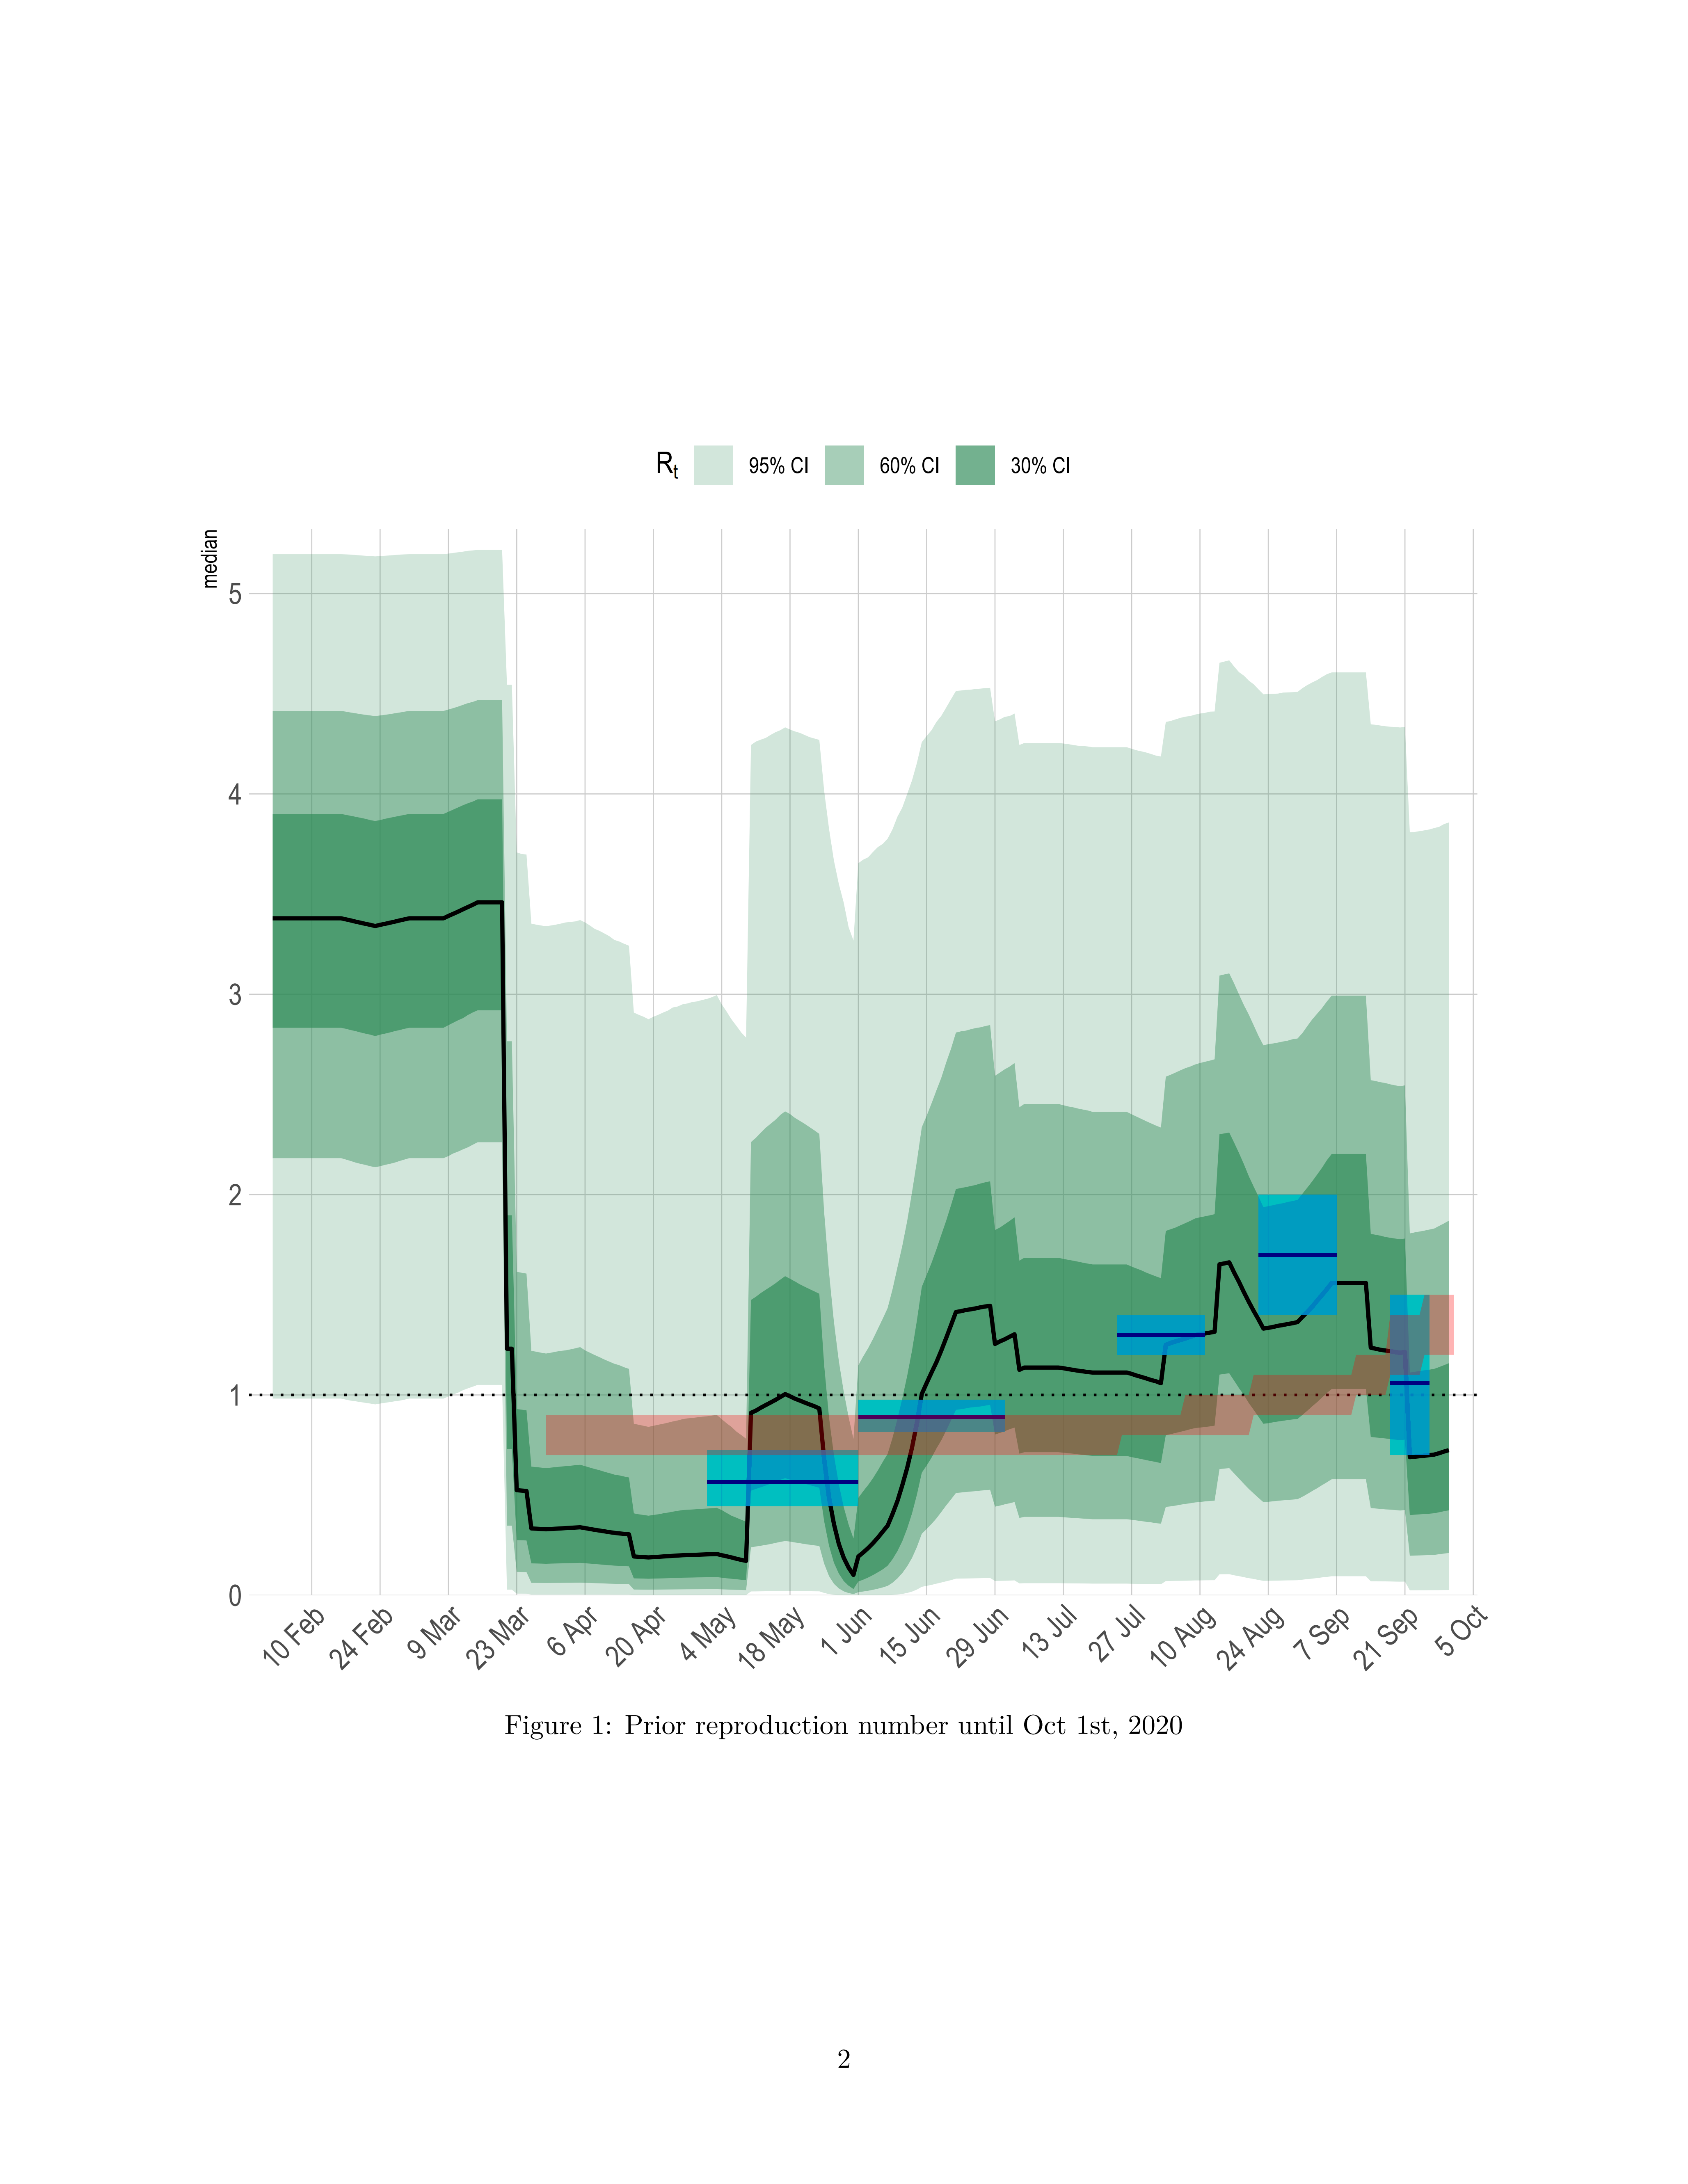 Rt 95% CI 60% CI 30% CI
median
5
4
3
2
1
0
10 Feb 24 Feb 9 Mar 23 Mar 6 Apr 20 Apr 4 May 18 May 1 Jun 15 Jun 29 Jun 13 Jul 27 Jul 10 Aug 24 Aug 7 Sep 21 Sep 5 Oct
Figure 1: Prior reproduction number until Oct 1st, 2020
2